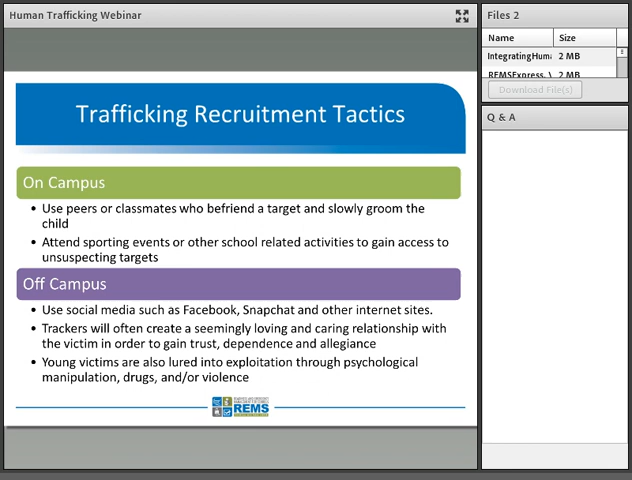 Human Trafficking Webinar
Trafficking Recruitment Tactics
On Campus
• Use peers or classmates who befriend a target and slowly groom the
child
• Attend sporting events or other school related activities to gain access to
unsuspecting targets
Off Campus
• Use social media such as Facebook, Snapchat and other internet sites.
• Trackers will often create a seemingly loving and caring relationship with
the victim in order to gain trust, dependence and allegiance
• Young victims are also lured into exploitation through psychological
manipulation, drugs, and/or violence
REMS
Files 2
Name Size
IntegratingHuma 2 MB
REMSExpress. 2 MB
Download File(s)
Q & A